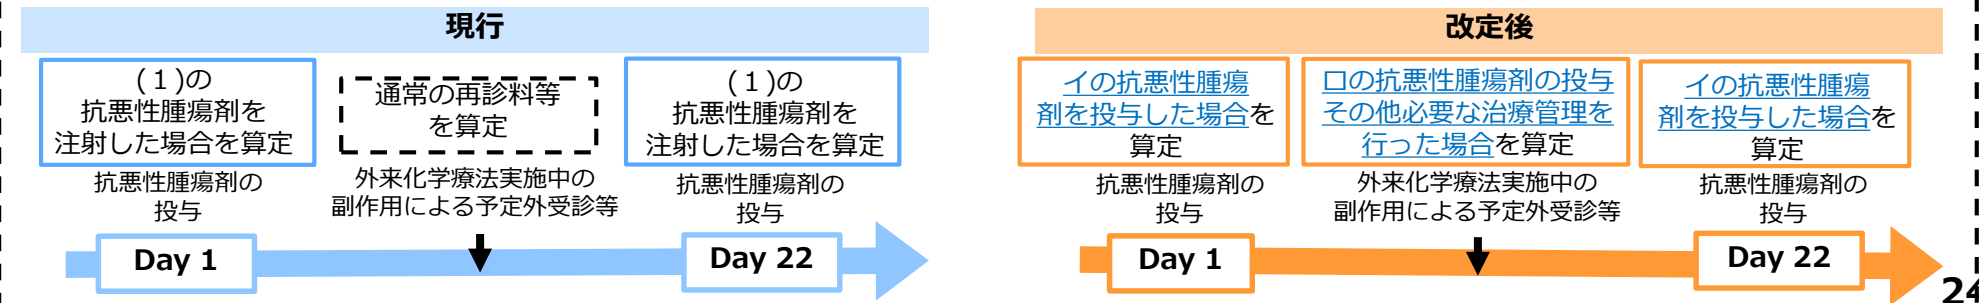 現行
(１)の
抗悪性腫瘍剤を
注射した場合を算定
通常の再診料等
を算定
(１)の
抗悪性腫瘍剤を
注射した場合を算定
抗悪性腫瘍剤の
投与
外来化学療法実施中の
副作用による予定外受診等
抗悪性腫瘍剤の
投与
Day 1
Day 22
改定後
イの抗悪性腫瘍
剤を投与した場合を
算定
ロの抗悪性腫瘍剤の投与
その他必要な治療管理を
行った場合を算定
イの抗悪性腫瘍
剤を投与した場合を
算定
抗悪性腫瘍剤の
投与
外来化学療法実施中の
副作用による予定外受診等
抗悪性腫瘍剤の
投与
Day 1
Day 22
24